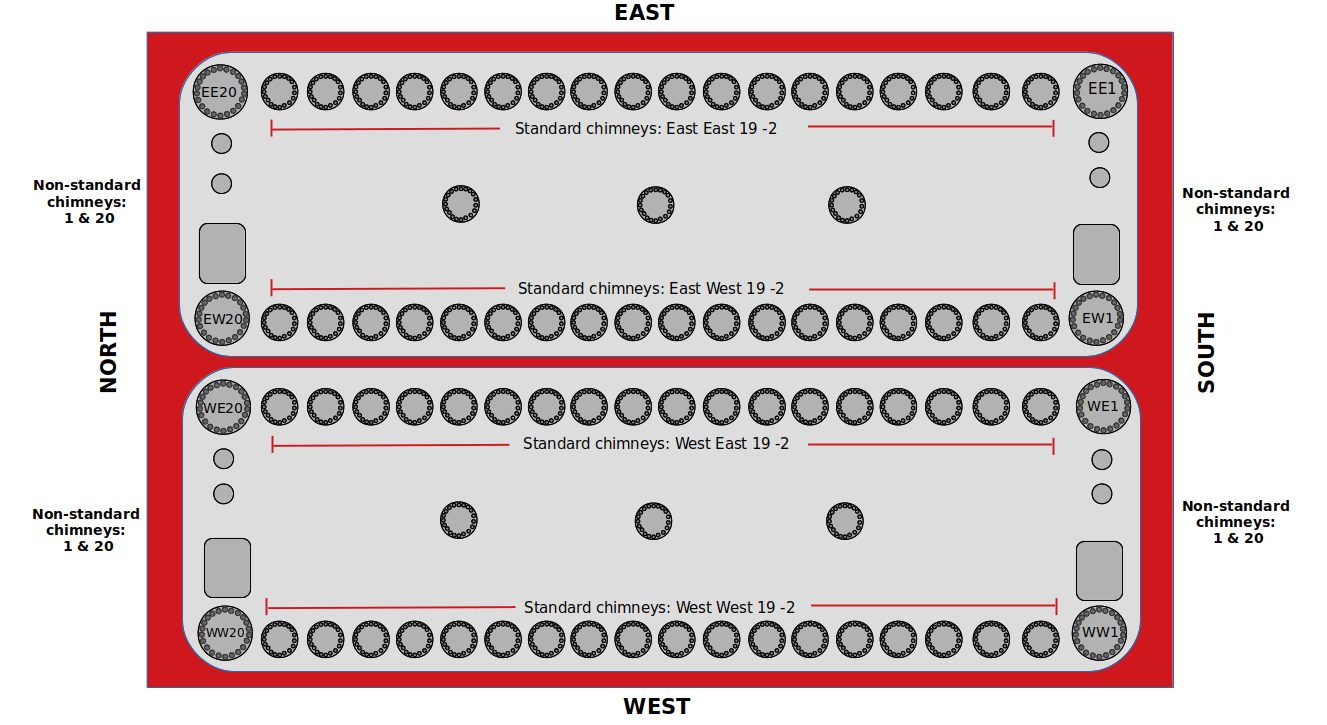 EAST
EE20
EE1
Standard chimneys: East East 19 -2
Non-standard
chimneys:
1 & 20
Non-standard
chimneys:
1 & 20
Standard chimneys: East West 19 -2
EW20
EW1
NORTH
SOUTH
WE20
WE1
Standard chimneys: West East 19 -2
Non-standard
chimneys:
1 & 20
Non-standard
chimneys:
1 & 20
Standard chimneys: West West 19 -2
WW20
WW1
WEST